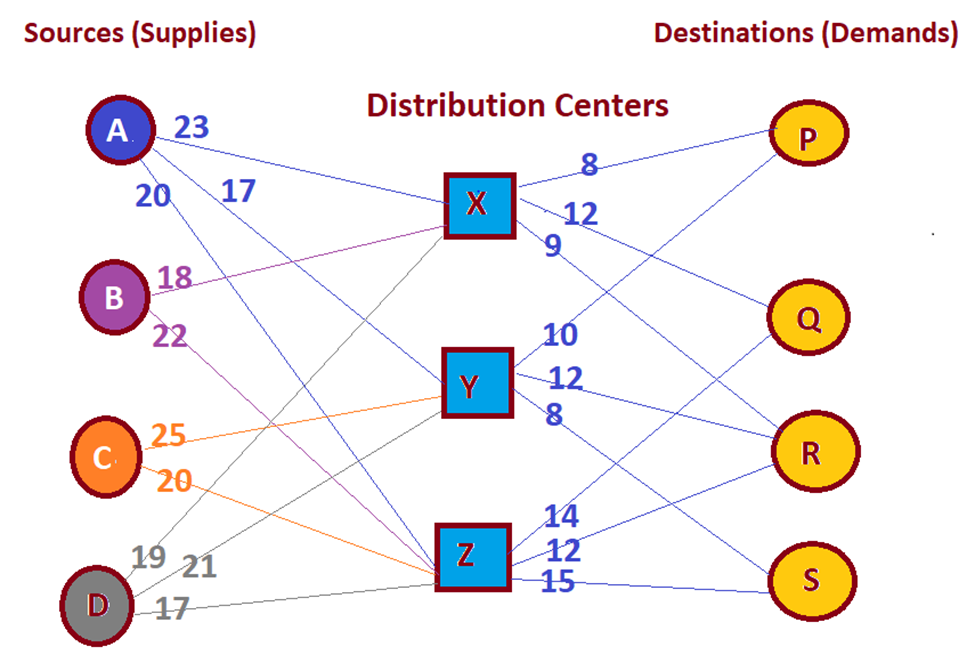 Sources (Supplies)
Destinations (Demands)
Distribution Centers
A
23
20
17
B
18
22
C
25
20
D
19
21
17
X
8
12
9
Y
10
12
8
Z
14
12
15
P
Q
R
S